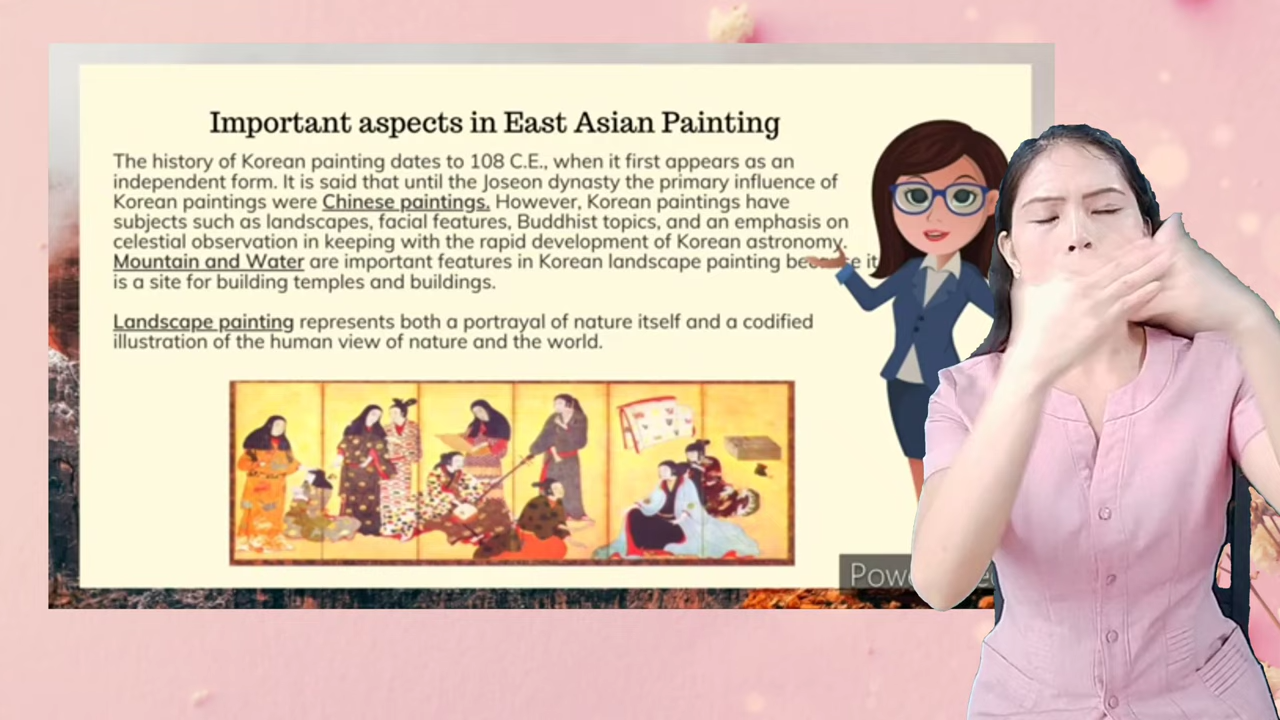 Important aspects in East Asian Painting
The history of Korean painting dates to 108 C.E., when it first appears as an
independent form. It is said that until the Joseon dynasty the primary influence of
Korean paintings were Chinese paintings. However, Korean paintings have
subjects such as landscapes, facial features, Buddhist topics, and an emphasis on
celestial observation in keeping with the rapid development of Korean astronomy.
Mountain and Water are important features in Korean landscape painting because it
is a site for building temples and buildings.
Landscape painting represents both a portrayal of nature itself and a codified
illustration of the human view of nature and the world.